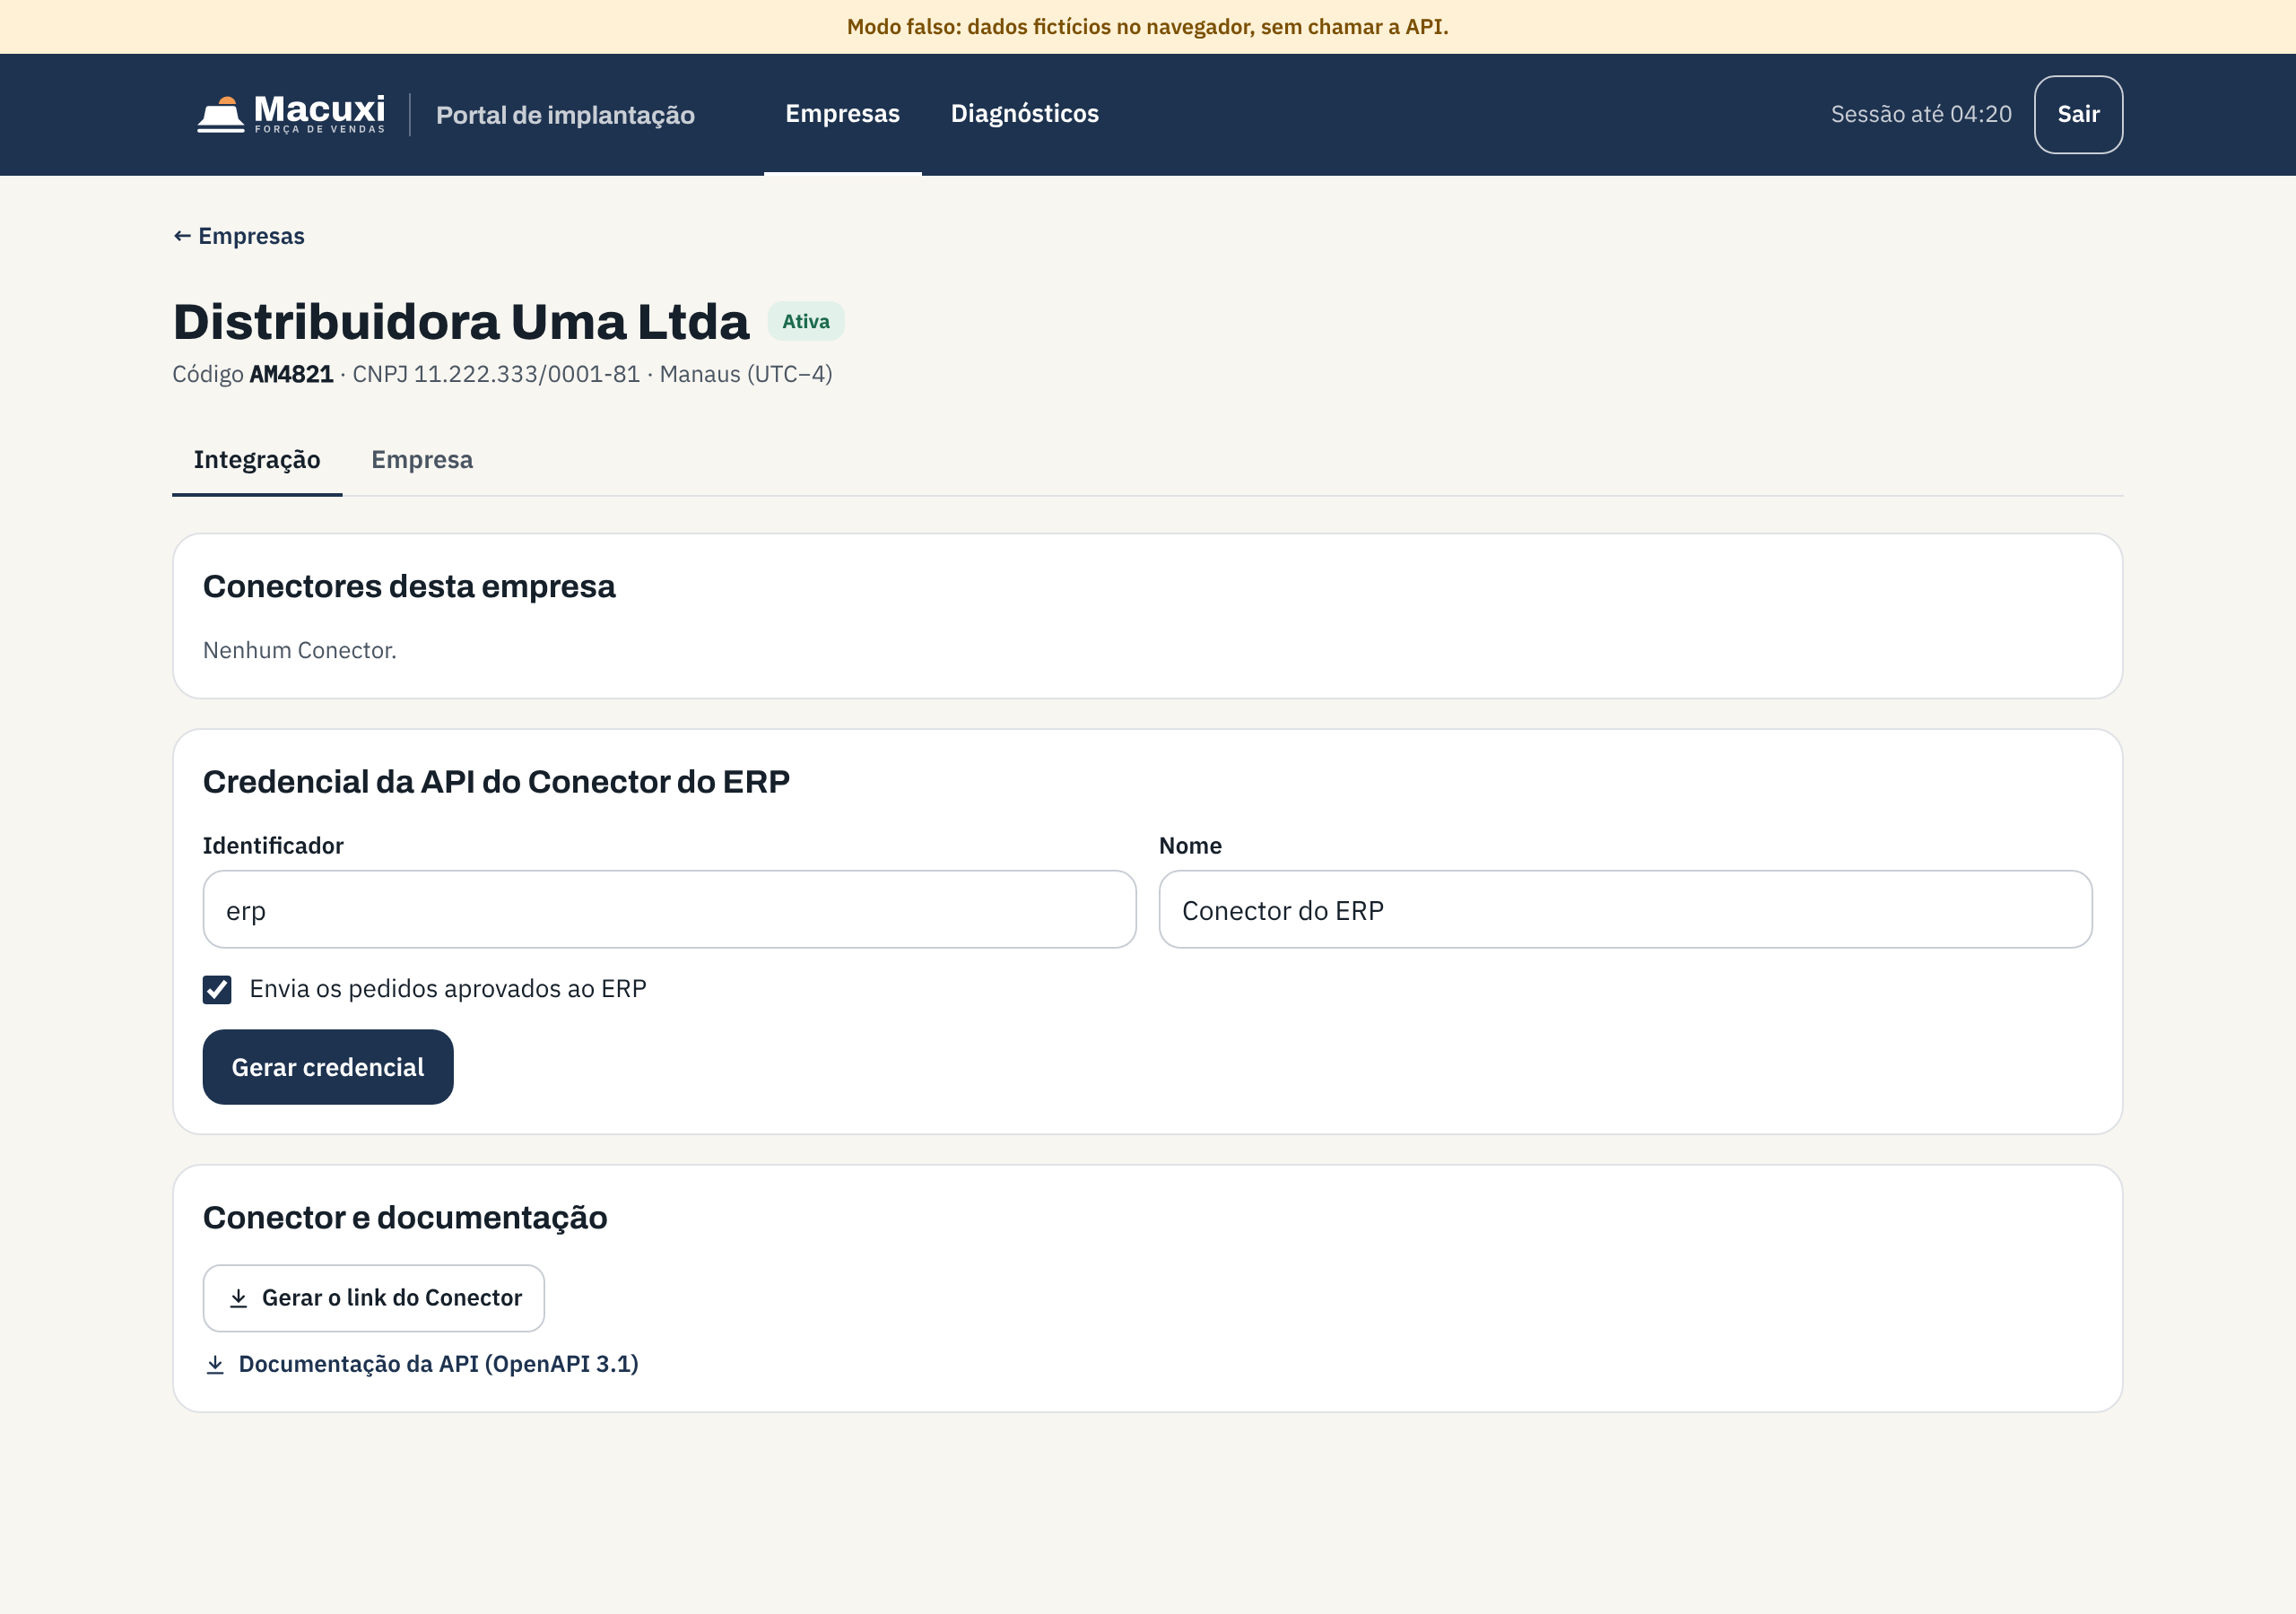 Modo falso: dados fictícios no navegador, sem chamar a API.
Macuxi
FORÇA DE VENDAS
Portal de implantação
Empresas
Diagnósticos
Sessão até 04:20
Sair
← Empresas
Distribuidora Uma Ltda
Ativa
Código AM4821 · CNPJ 11.222.333/0001-81 · Manaus (UTC−4)
Integração
Empresa
Conectores desta empresa
Nenhum Conector.
Credencial da API do Conector do ERP
Identificador
Nome
erp
Conector do ERP
Envia os pedidos aprovados ao ERP
Gerar credencial
Conector e documentação
Gerar o link do Conector
Documentação da API (OpenAPI 3.1)